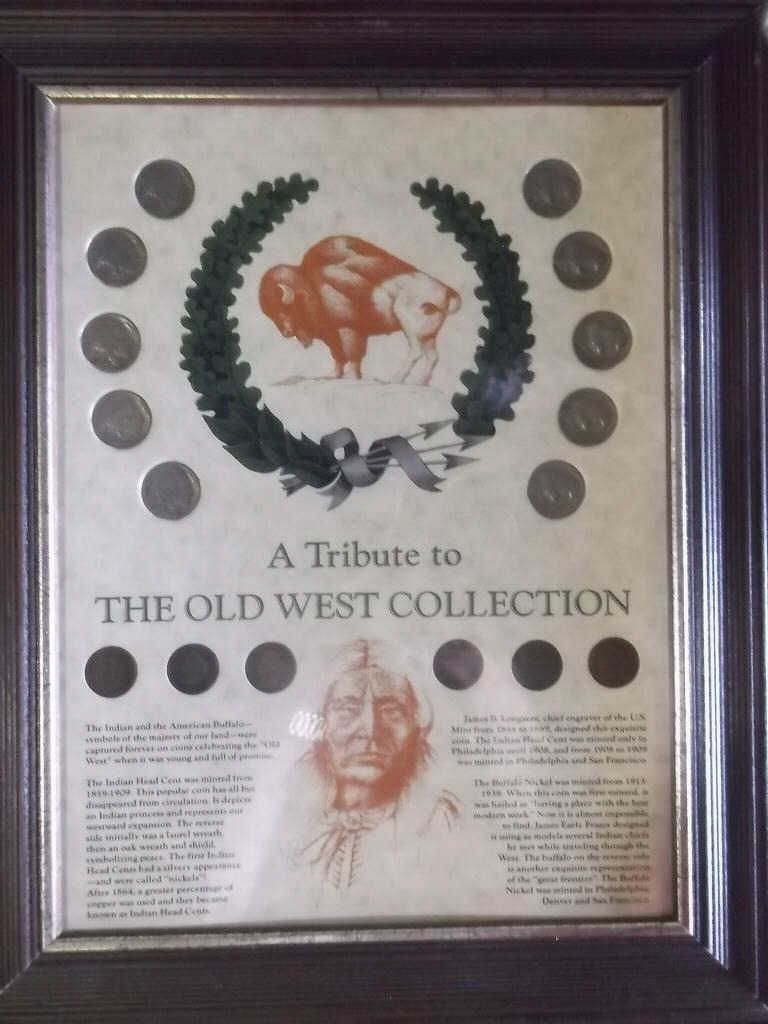 A Tribute to
THE OLD WEST COLLECTION
The Indian and the American Buffalo—
symbols of the majesty of our land—were
captured forever on coins celebrating the "Old
West" when it was young and full of promise.
The Indian Head Cent was minted from
1859-1909. This popular coin has all but
disappeared from circulation. It depicts
an Indian princess and represents our
westward expansion. The reverse
side initially was a laurel wreath,
then an oak wreath and shield,
symbolizing peace. The first Indian
Head Cents had a silvery appearance
—and were called "nickels"!
After 1864, a greater percentage of
copper was used and they became
known as Indian Head Cents.
James B. Longacre, chief engraver of the U.S.
Mint from 1844 to 1869, designed this exquisite
coin. The Indian Head Cent was minted only in
Philadelphia until 1908, and from 1908 to 1909
was minted in Philadelphia and San Francisco.
The Buffalo Nickel was minted from 1913-
1938. When this coin was first minted, it
was hailed as "having a place with the best
modern work." Now it is almost impossible
to find. James Earle Fraser designed
it using as models several Indian chiefs
he met while traveling through the
West. The buffalo on the reverse side
is another exquisite representation
of the "great frontier". The Buffalo
Nickel was minted in Philadelphia
Denver and San Francisco.